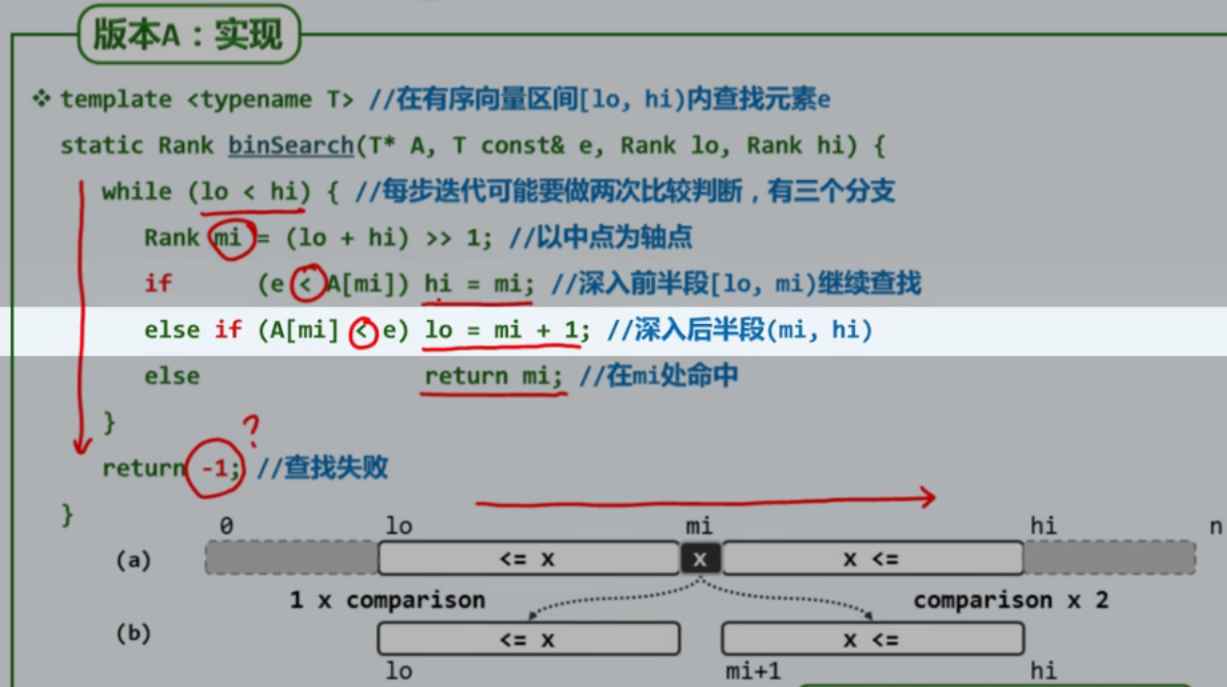 版本A：实现
❖ template <typename T> //在有序向量区间[lo, hi)内查找元素e
static Rank binSearch(T* A, T const& e, Rank lo, Rank hi) {
while (lo < hi) { //每步迭代可能要做两次比较判断，有三个分支
Rank mi = (lo + hi) >> 1; //以中点为轴点
if (e < A[mi]) hi = mi; //深入前半段[lo, mi)继续查找
else if (A[mi] < e) lo = mi + 1; //深入后半段(mi, hi)
else return mi; //在mi处命中
}
?
return -1; //查找失败
}
0 lo mi hi n
(a) <= x x x <=
1 x comparison comparison x 2
(b) <= x x <=
lo mi+1 hi